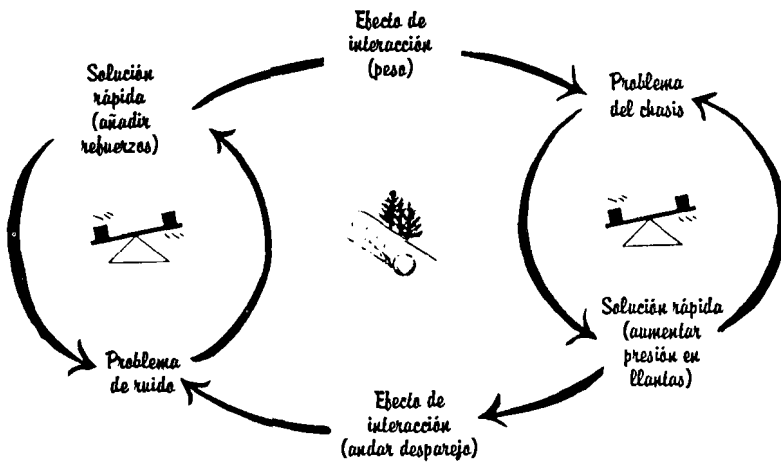 Efecto de
interacción
(peso)
Solución
rápida
(añadir
refuerzos)
Problema
del chasis
Problema
de ruido
Solución rápida
(aumentar
presión en
llantas)
Efecto de
interacción
(andar desparejo)